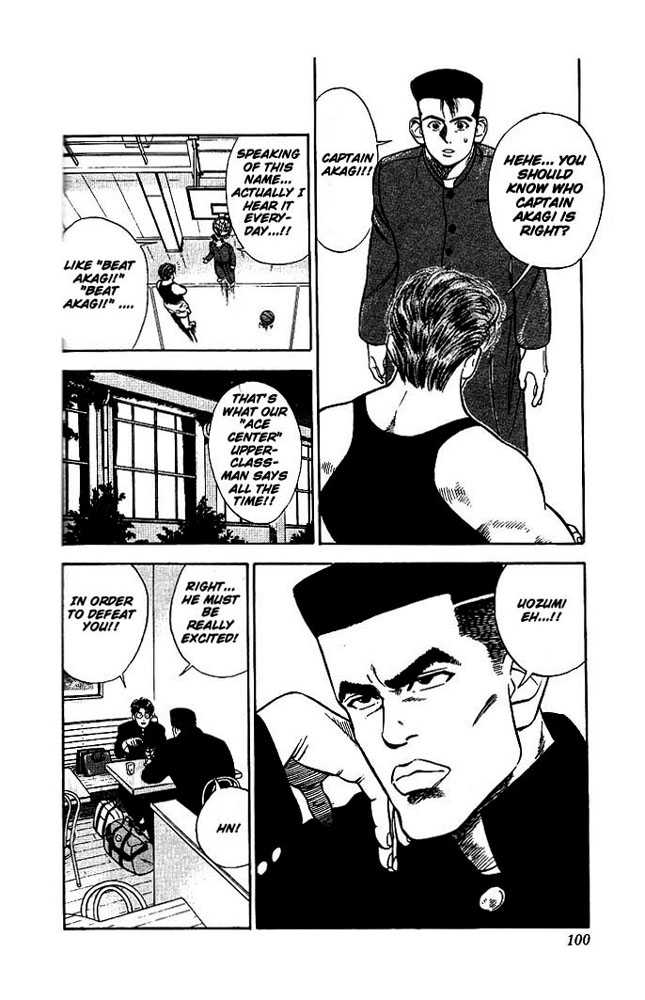 HEHE... YOU
SHOULD
KNOW WHO
CAPTAIN
AKAGI IS
RIGHT?
CAPTAIN
AKAGI!!
SPEAKING
OF THIS
NAME...
ACTUALLY I
HEAR IT
EVERY-
DAY...!!
LIKE "BEAT
AKAGI!"
"BEAT
AKAGI!" ....
THAT'S
WHAT OUR
"ACE
CENTER"
UPPER-
CLASS-
MAN SAYS
ALL THE
TIME!!
UOZUMI
EH...!!
RIGHT...
HE MUST
BE
REALLY
EXCITED!
IN ORDER
TO DEFEAT
YOU!!
HN!
100